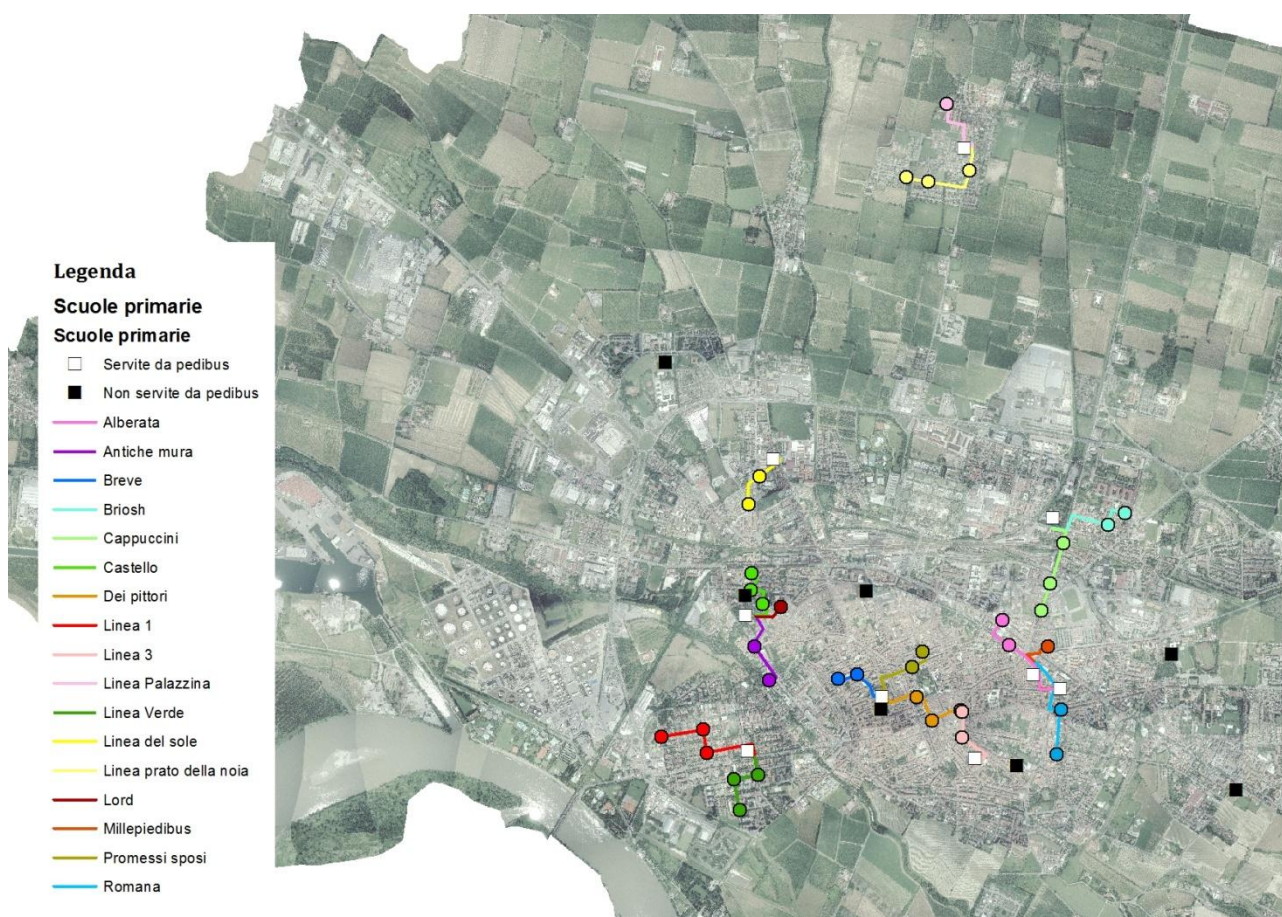 Legenda
Scuole primarie
Scuole primarie
Servite da pedibus
Non servite da pedibus
Alberata
Antiche mura
Breve
Briosh
Cappuccini
Castello
Dei pittori
Linea 1
Linea 3
Linea Palazzina
Linea Verde
Linea del sole
Linea prato della noia
Lord
Millepiedibus
Promessi sposi
Romana